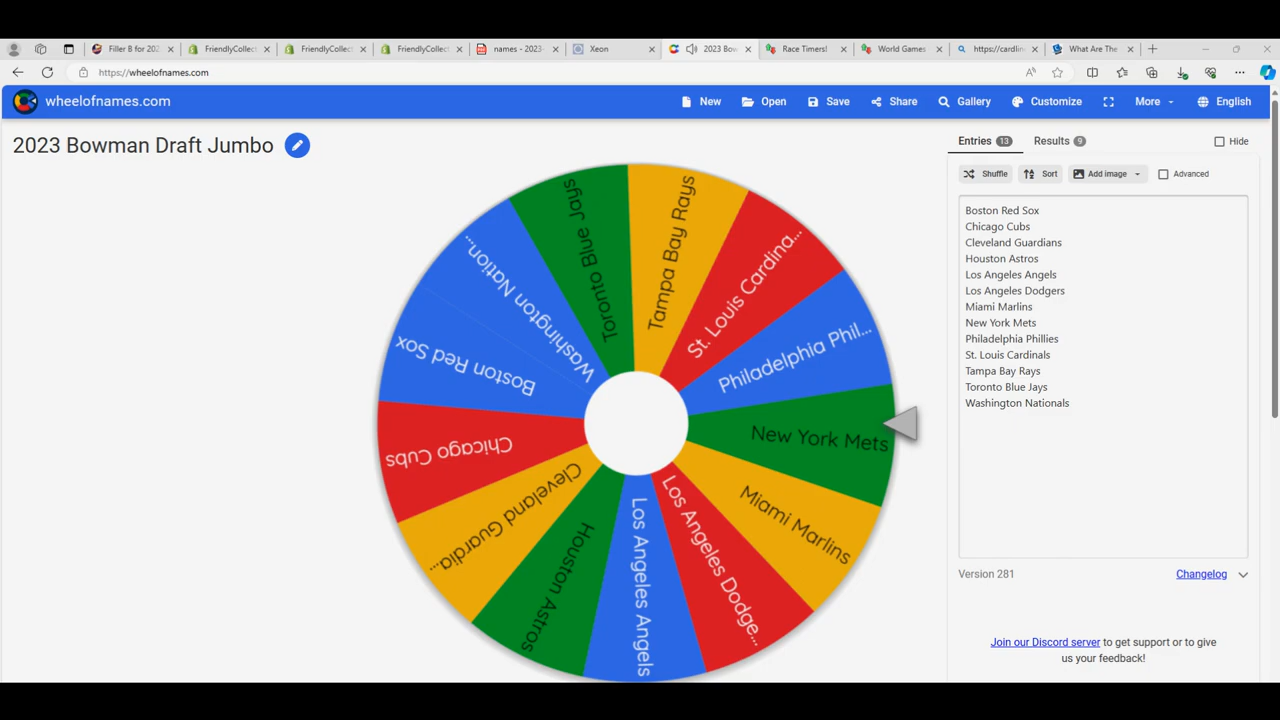 Filler B for 202
FriendlyCollect
FriendlyCollect
FriendlyCollect
names - 2023-
Xeon
2023 Bow
Race Timers!
World Games
https://cardlin
What Are The
https://wheelofnames.com
wheelofnames.com
New
Open
Save
Share
Gallery
Customize
More
English
2023 Bowman Draft Jumbo
Entries 13
Results 9
Hide
Shuffle
Sort
Add image
Advanced
Boston Red Sox
Chicago Cubs
Cleveland Guardians
Houston Astros
Los Angeles Angels
Los Angeles Dodgers
Miami Marlins
New York Mets
Philadelphia Phillies
St. Louis Cardinals
Tampa Bay Rays
Toronto Blue Jays
Washington Nationals
Version 281
Changelog
Join our Discord server to get support or to give
us your feedback!
Toronto Blue Jays
Tampa Bay Rays
St. Louis Cardina...
Philadelphia Phil...
New York Mets
Miami Marlins
Los Angeles Dodge...
Los Angeles Angels
Houston Astros
Cleveland Guardia...
Chicago Cubs
Boston Red Sox
Washington Nation...